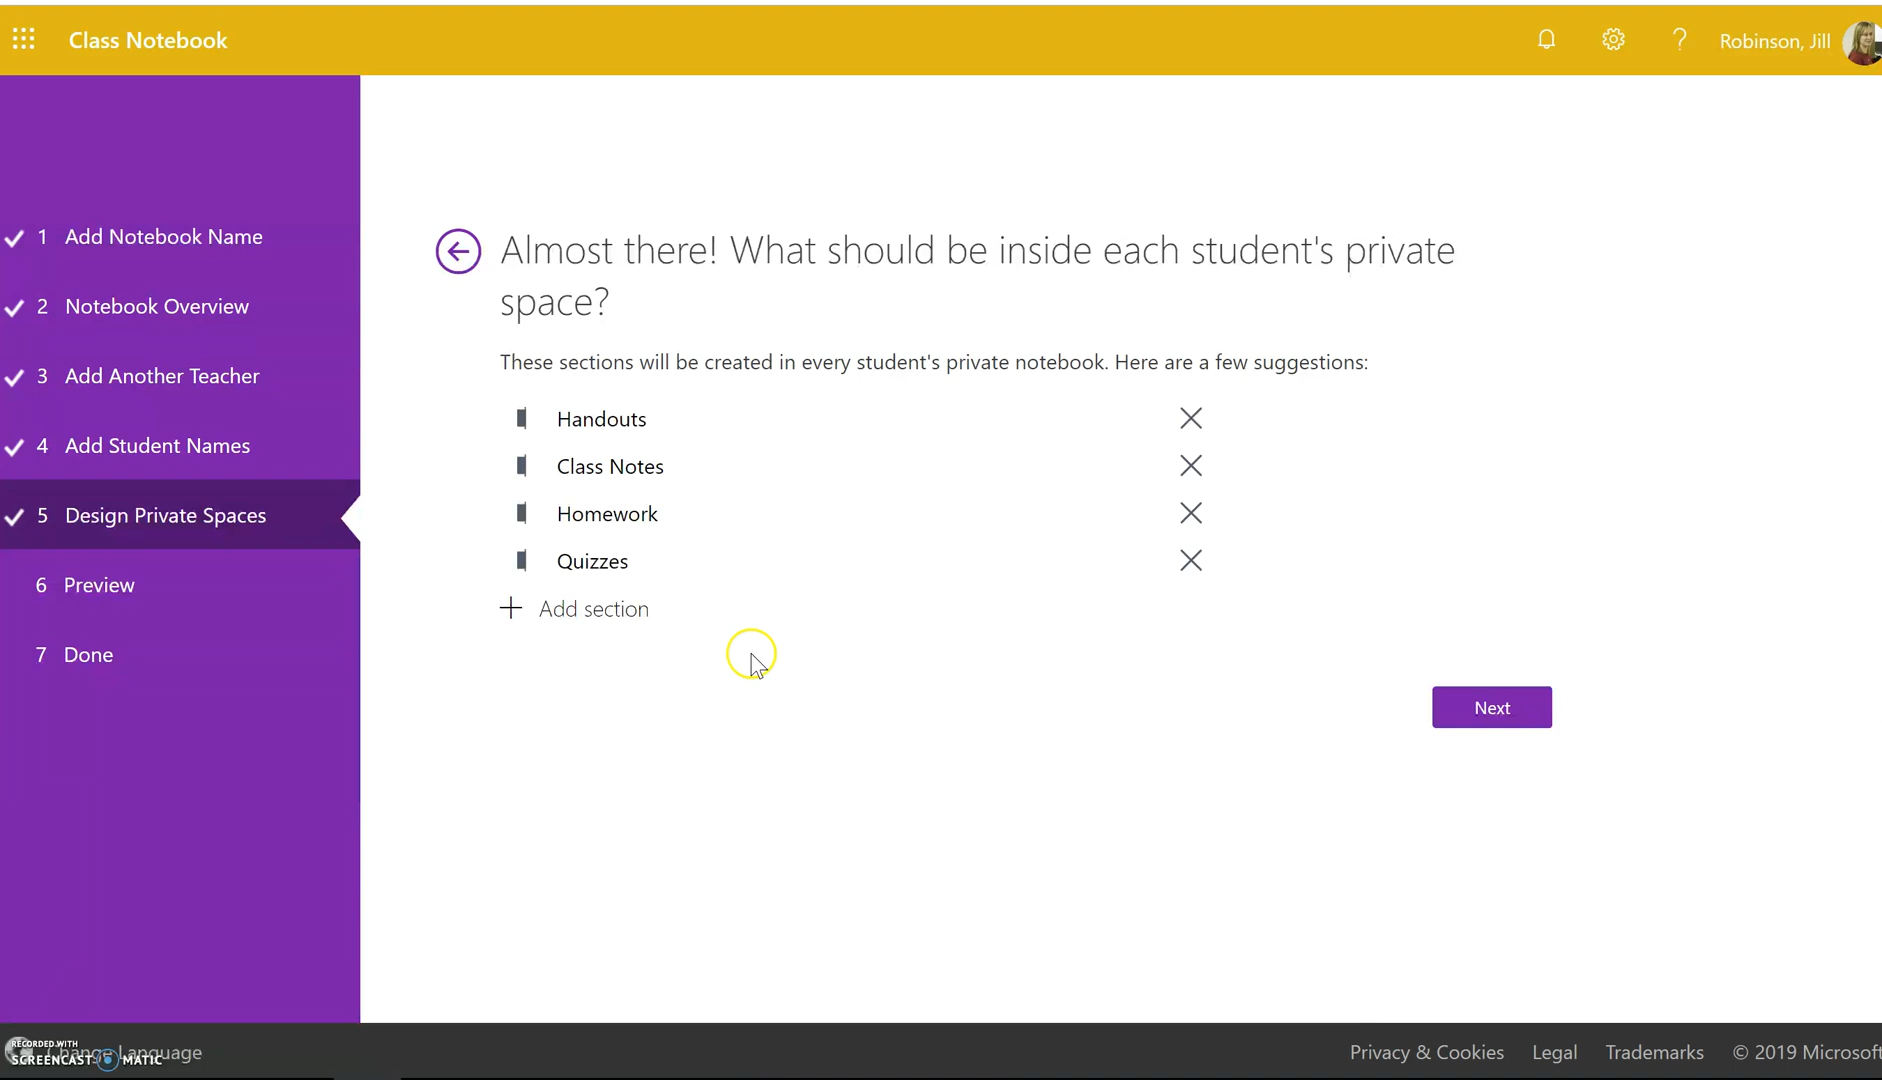 Class Notebook
Robinson, Jill
1 Add Notebook Name
2 Notebook Overview
3 Add Another Teacher
4 Add Student Names
5 Design Private Spaces
6 Preview
7 Done
Almost there! What should be inside each student's private
space?
These sections will be created in every student's private notebook. Here are a few suggestions:
Handouts
Class Notes
Homework
Quizzes
Add section
Next
RECORDED WITH
SCREENCAST MATIC
Change Language
Privacy & Cookies
Legal
Trademarks
© 2019 Microsoft